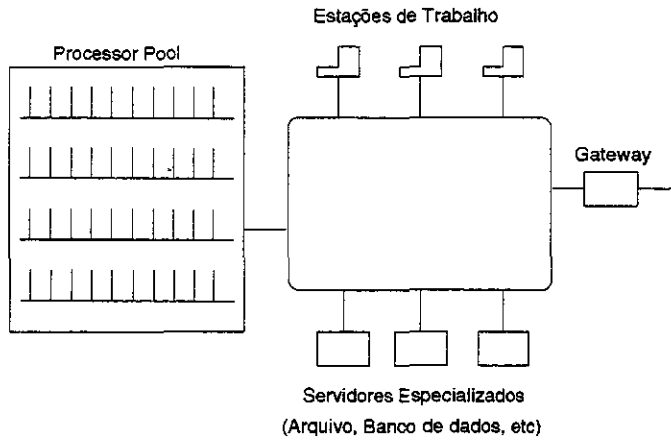 Estações de Trabalho
Processor Pool
Gateway
Servidores Especializados
(Arquivo, Banco de dados, etc)